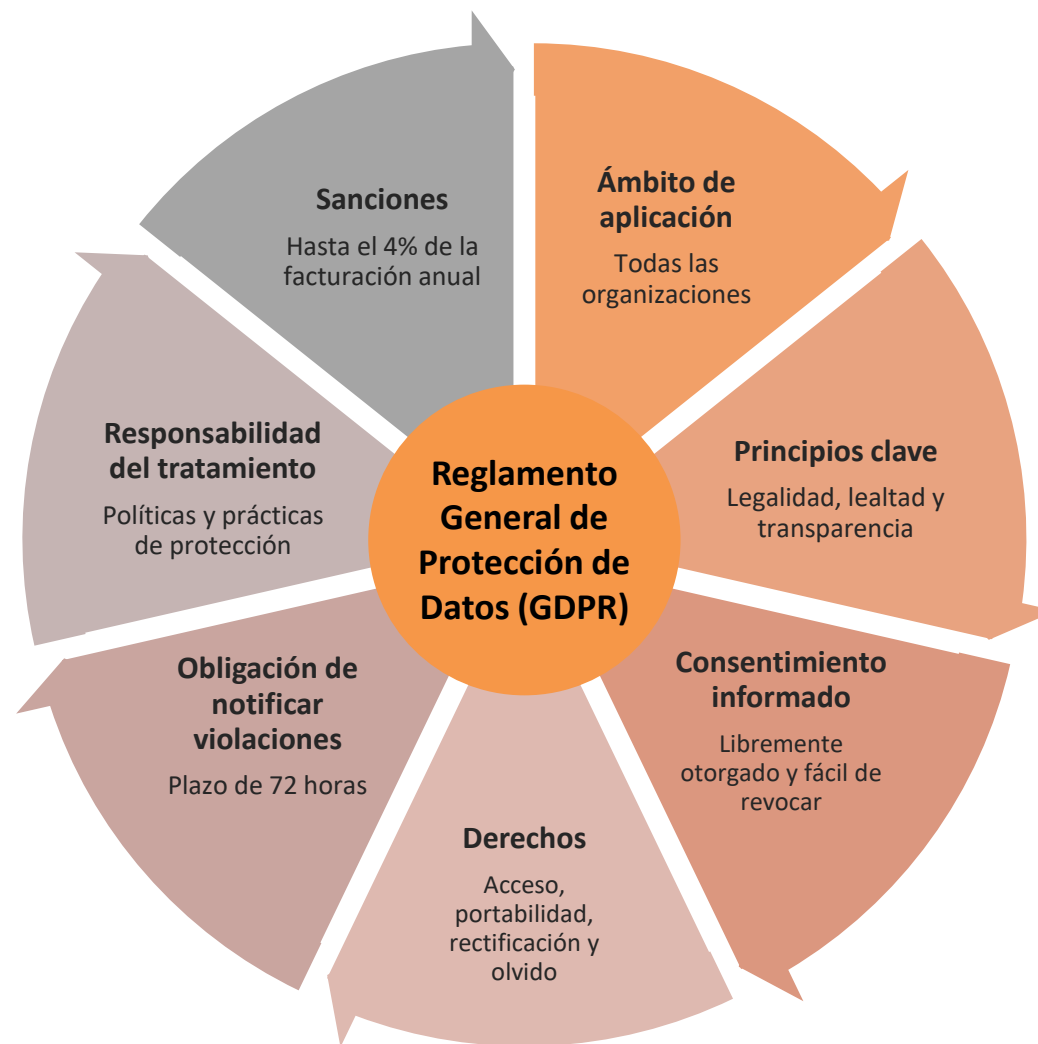 Reglamento
General de
Protección de
Datos (GDPR)
Ámbito de
aplicación
Todas las
organizaciones
Principios clave
Legalidad, lealtad y
transparencia
Consentimiento
informado
Libremente
otorgado y fácil de
revocar
Derechos
Acceso,
portabilidad,
rectificación y
olvido
Obligación de
notificar
violaciones
Plazo de 72 horas
Responsabilidad
del tratamiento
Políticas y prácticas
de protección
Sanciones
Hasta el 4% de la
facturación anual